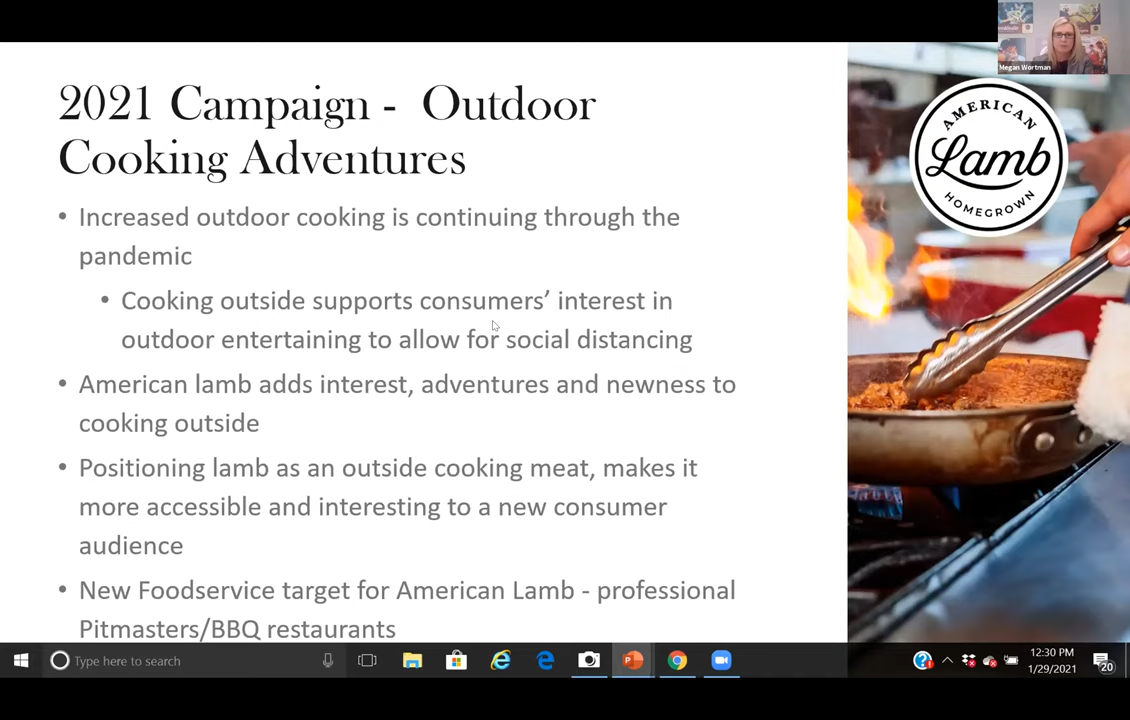 Megan Wortman
2021 Campaign - Outdoor
Cooking Adventures
• Increased outdoor cooking is continuing through the
pandemic
• Cooking outside supports consumers’ interest in
outdoor entertaining to allow for social distancing
• American lamb adds interest, adventures and newness to
cooking outside
• Positioning lamb as an outside cooking meat, makes it
more accessible and interesting to a new consumer
audience
• New Foodservice target for American Lamb - professional
Pitmasters/BBQ restaurants
AMERICAN
Lamb
HOMEGROWN
Type here to search
12:30 PM
1/29/2021
20